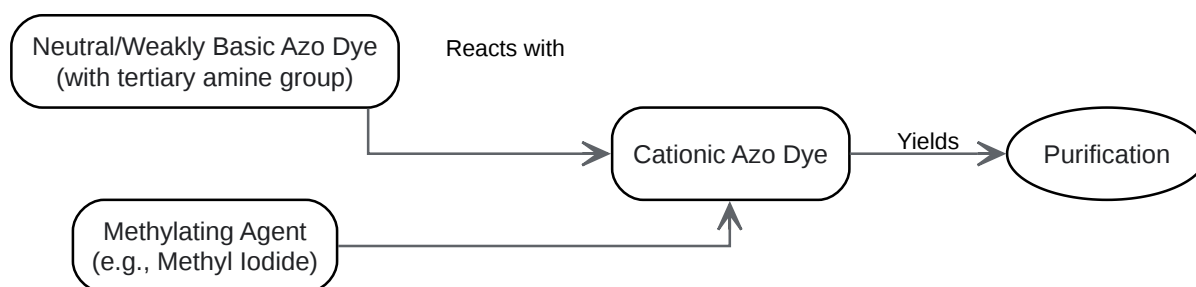 Neutral/Weakly Basic Azo Dye
(with tertiary amine group)
Reacts with
Cationic Azo Dye
Yields
Purification
Methylating Agent
(e.g., Methyl Iodide)